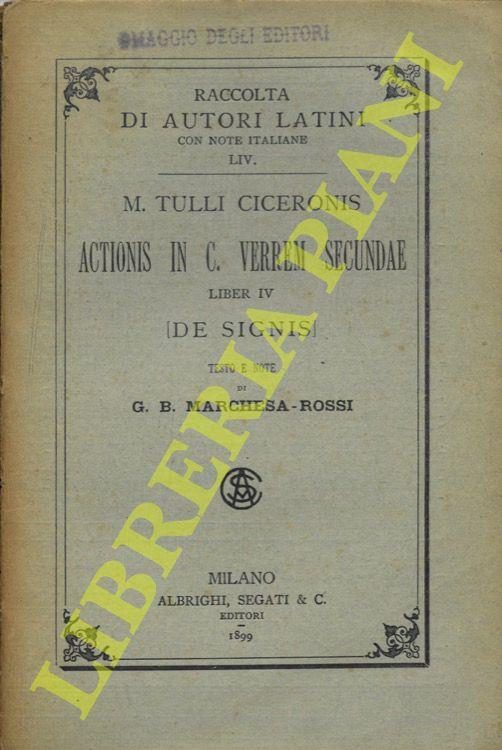 OMAGGIO DEGLI EDITORI
RACCOLTA
DI AUTORI LATINI
CON NOTE ITALIANE
LIV.
M. TULLI CICERONIS
ACTIONIS IN C. VERREM SECUNDAE
LIBER IV
[DE SIGNIS]
TESTO E NOTE
DI
G. B. MARCHESA-ROSSI
MILANO
ALBRIGHI, SEGATI & C.
EDITORI
1899
LIBRERIA PIANI